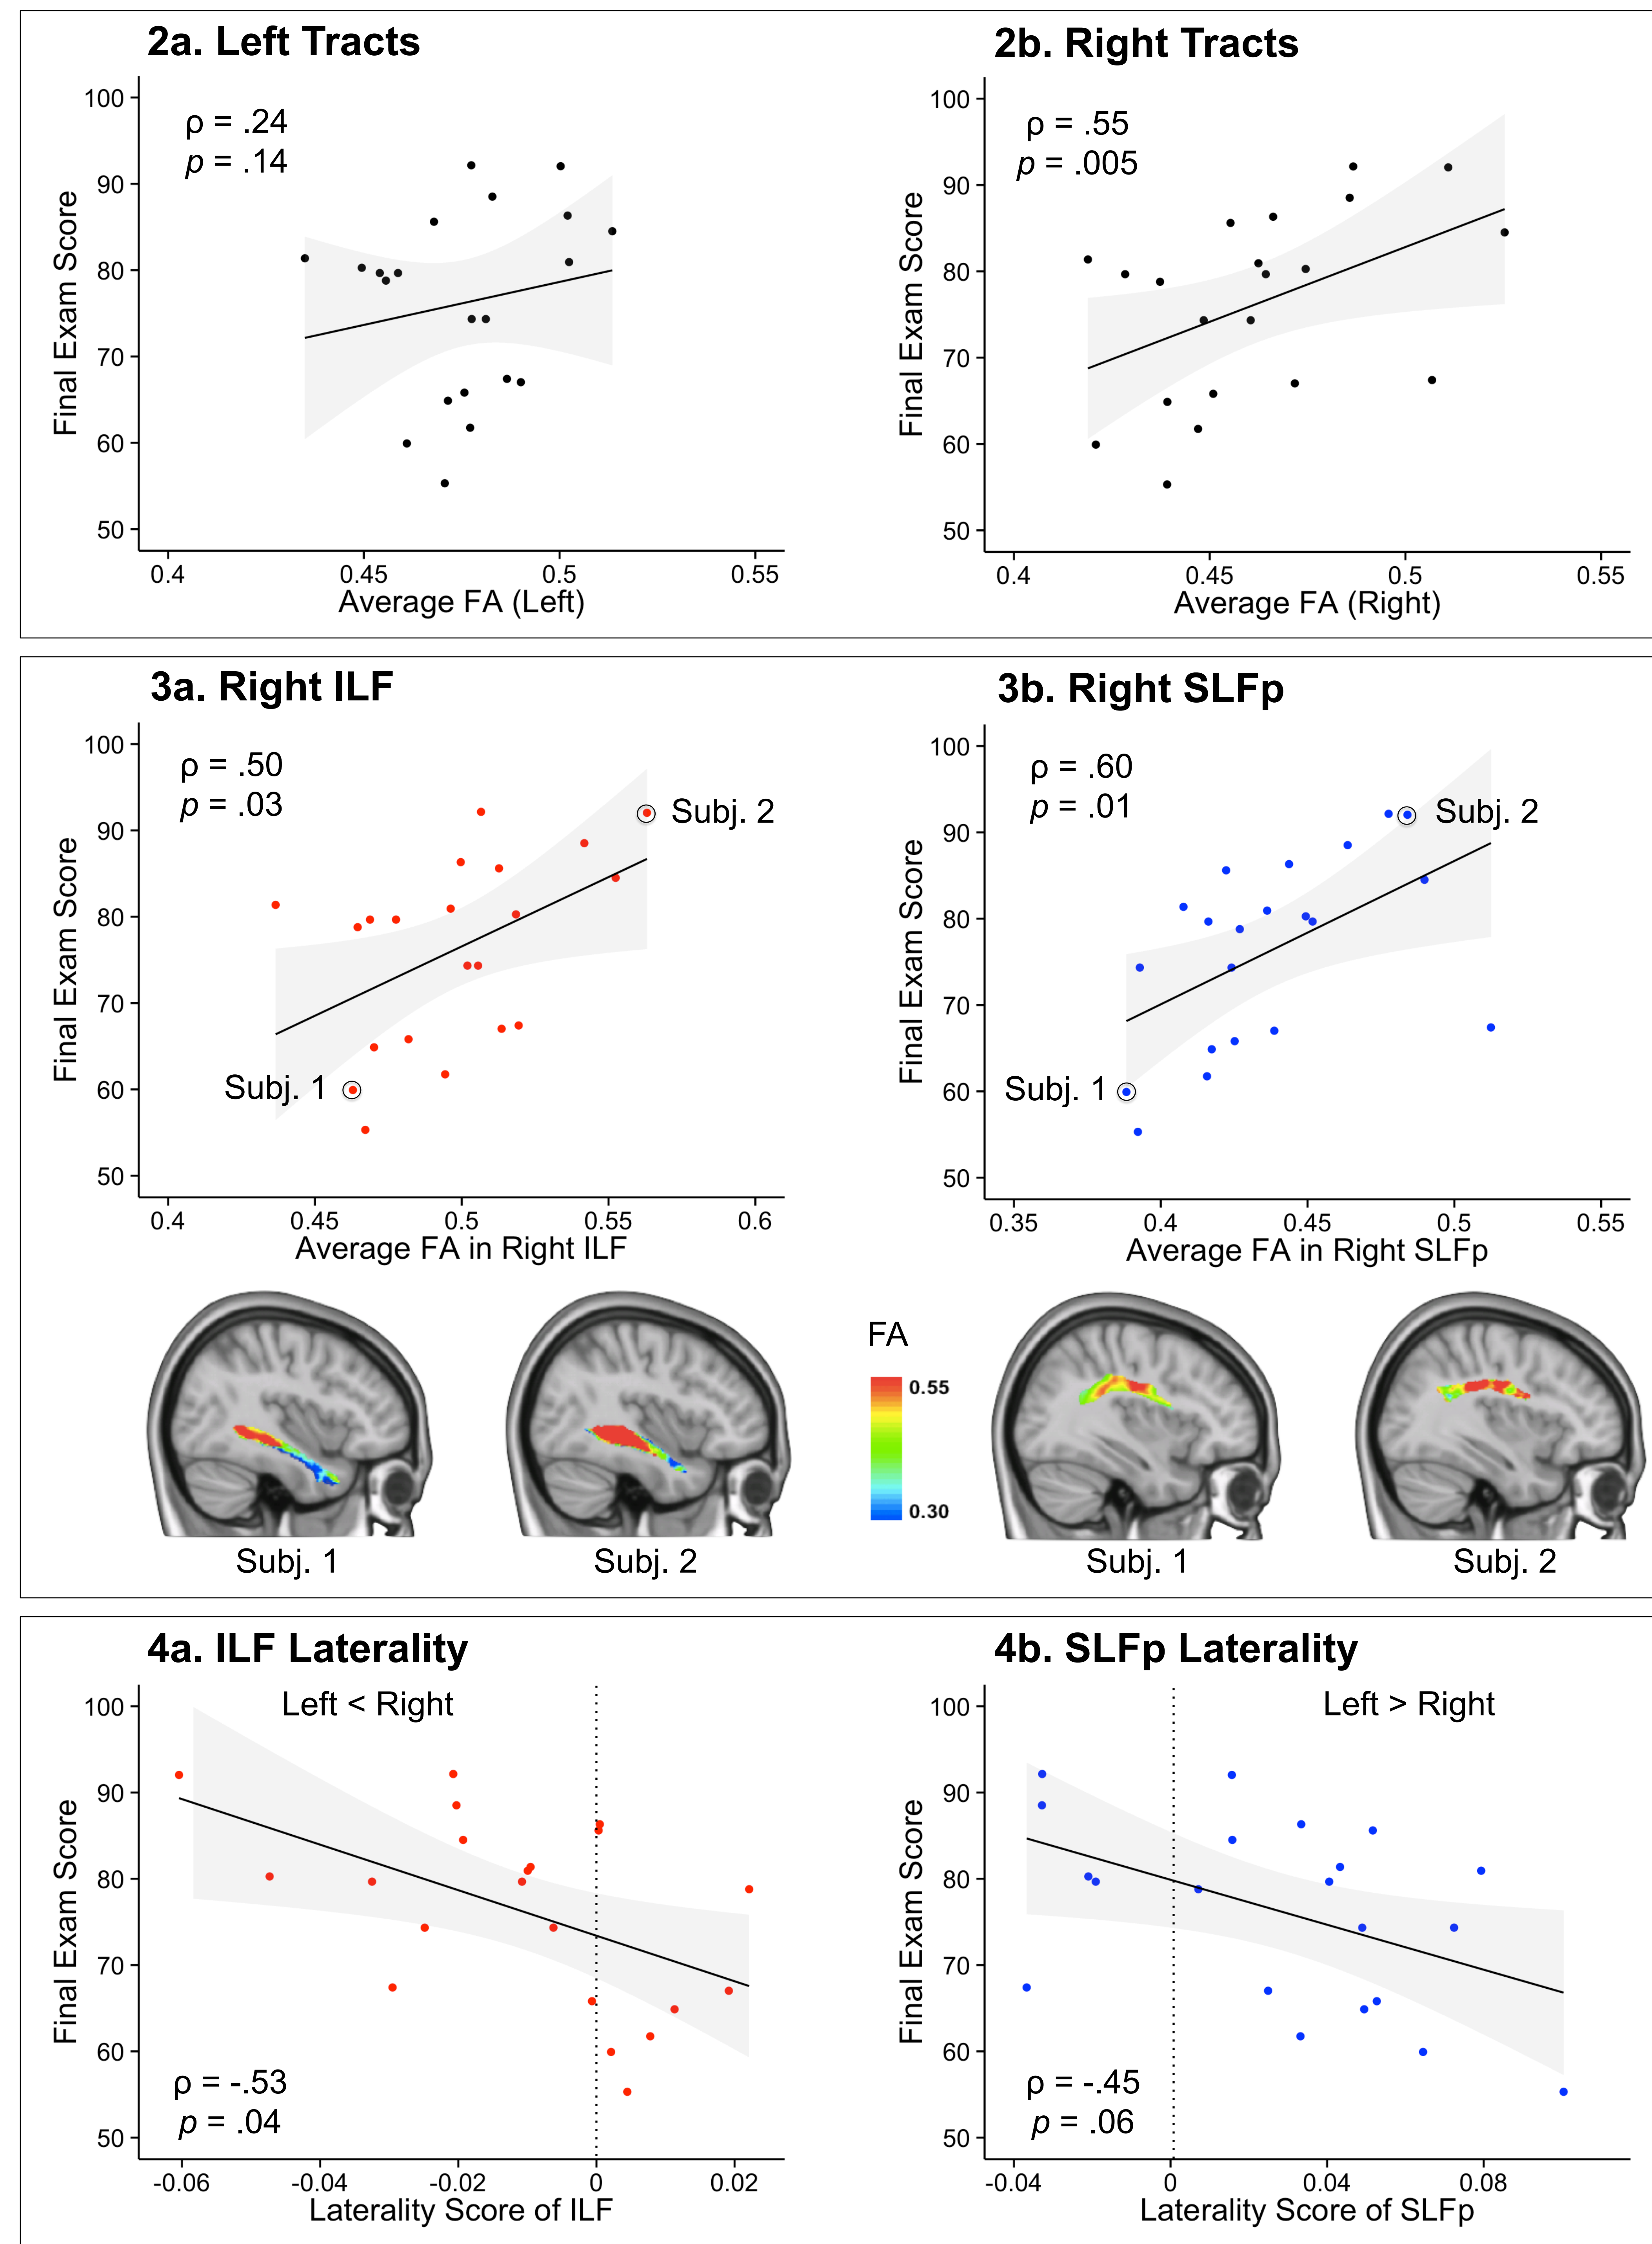 2a. Left Tracts
ρ = .24
p = .14
100
90
80
70
60
50
Final Exam Score
0.4
0.45
0.5
0.55
Average FA (Left)
2b. Right Tracts
ρ = .55
p = .005
100
90
80
70
60
50
Final Exam Score
0.4
0.45
0.5
0.55
Average FA (Right)
3a. Right ILF
ρ = .50
p = .03
100
90
80
70
60
50
Final Exam Score
Subj. 2
Subj. 1
0.4
0.45
0.5
0.55
0.6
Average FA in Right ILF
3b. Right SLFp
ρ = .60
p = .01
100
90
80
70
60
50
Final Exam Score
Subj. 2
Subj. 1
0.35
0.4
0.45
0.5
0.55
Average FA in Right SLFp
Subj. 1
Subj. 2
FA
0.55
0.30
Subj. 1
Subj. 2
4a. ILF Laterality
Left < Right
100
90
80
70
60
50
Final Exam Score
ρ = -.53
p = .04
-0.06
-0.04
-0.02
0
0.02
Laterality Score of ILF
4b. SLFp Laterality
Left > Right
100
90
80
70
60
50
Final Exam Score
ρ = -.45
p = .06
-0.04
0
0.04
0.08
Laterality Score of SLFp